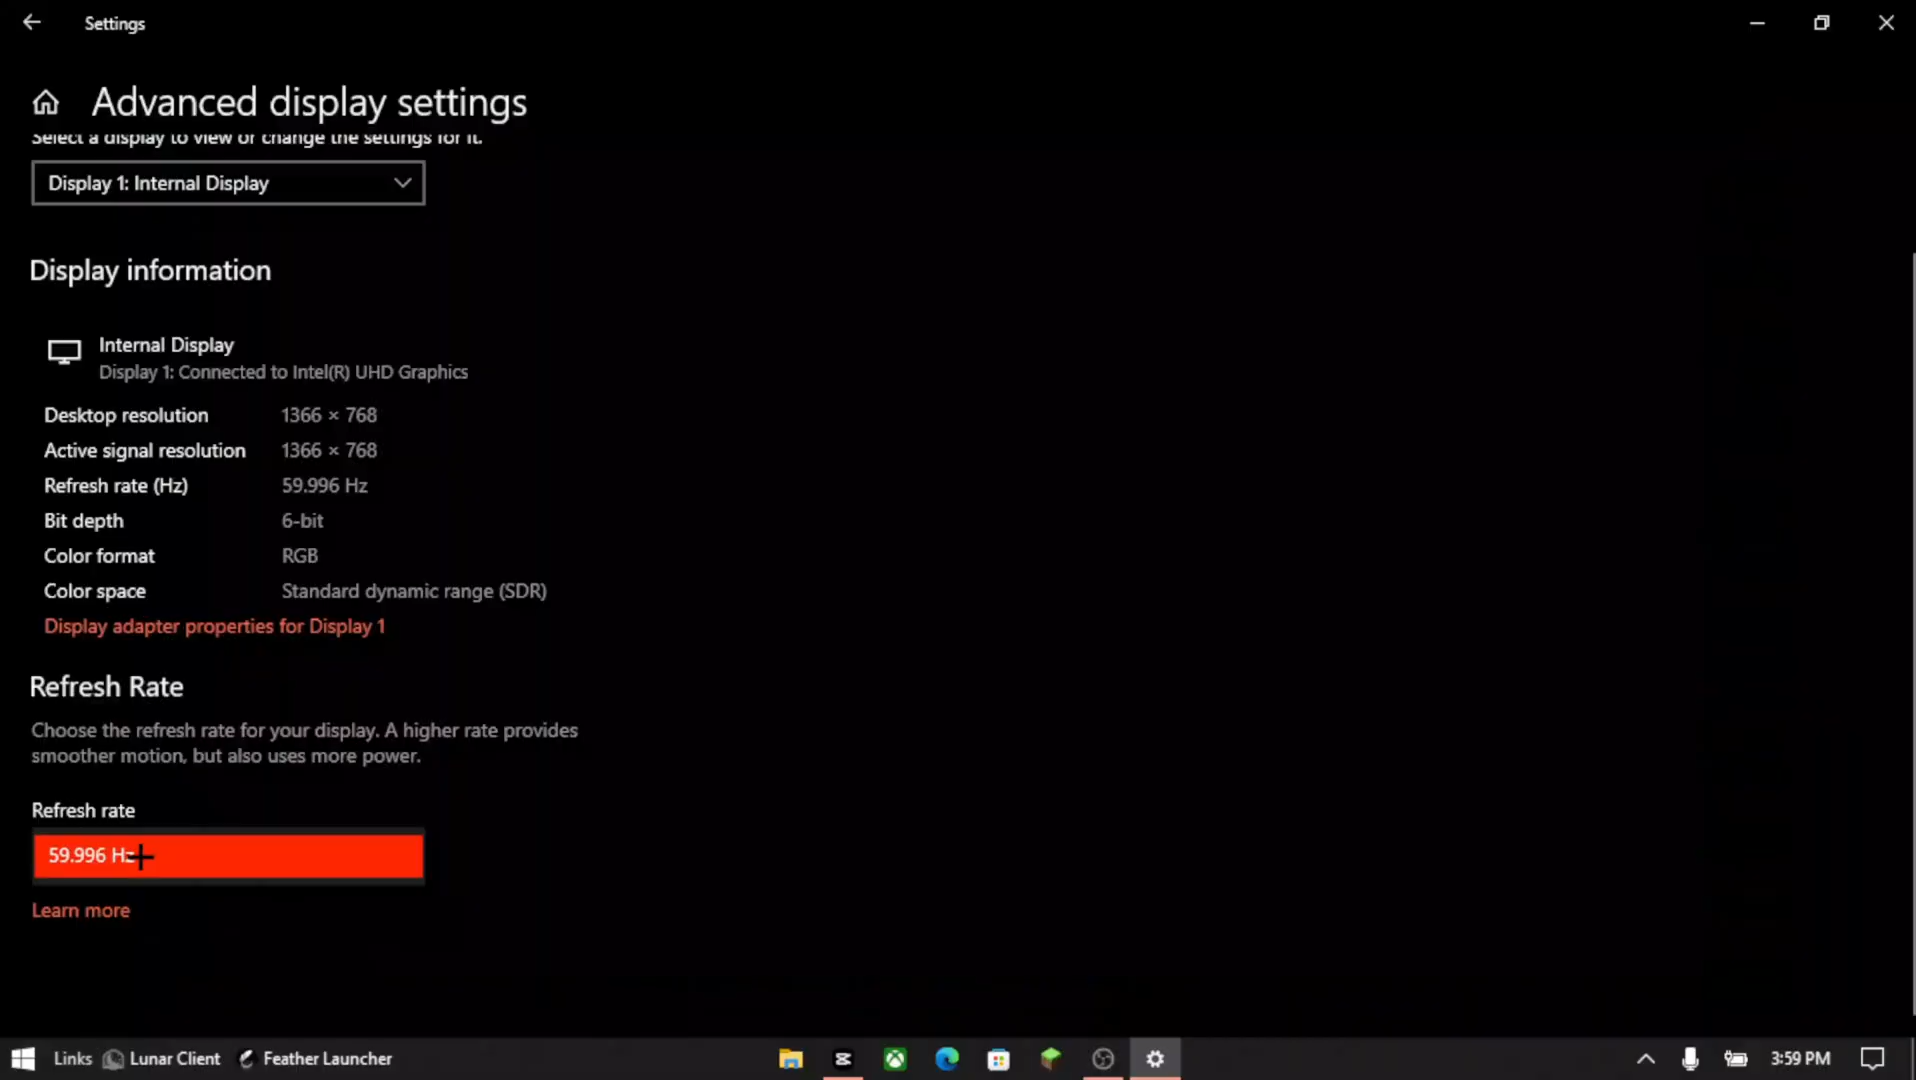 Settings
Advanced display settings
Select a display to view or change the settings for it.
Display 1: Internal Display
Display information
Internal Display
Display 1: Connected to Intel(R) UHD Graphics
Desktop resolution 1366 × 768
Active signal resolution 1366 × 768
Refresh rate (Hz) 59.996 Hz
Bit depth 6-bit
Color format RGB
Color space Standard dynamic range (SDR)
Display adapter properties for Display 1
Refresh Rate
Choose the refresh rate for your display. A higher rate provides
smoother motion, but also uses more power.
Refresh rate
59.996 Hz
Learn more
Links Lunar Client Feather Launcher 3:59 PM